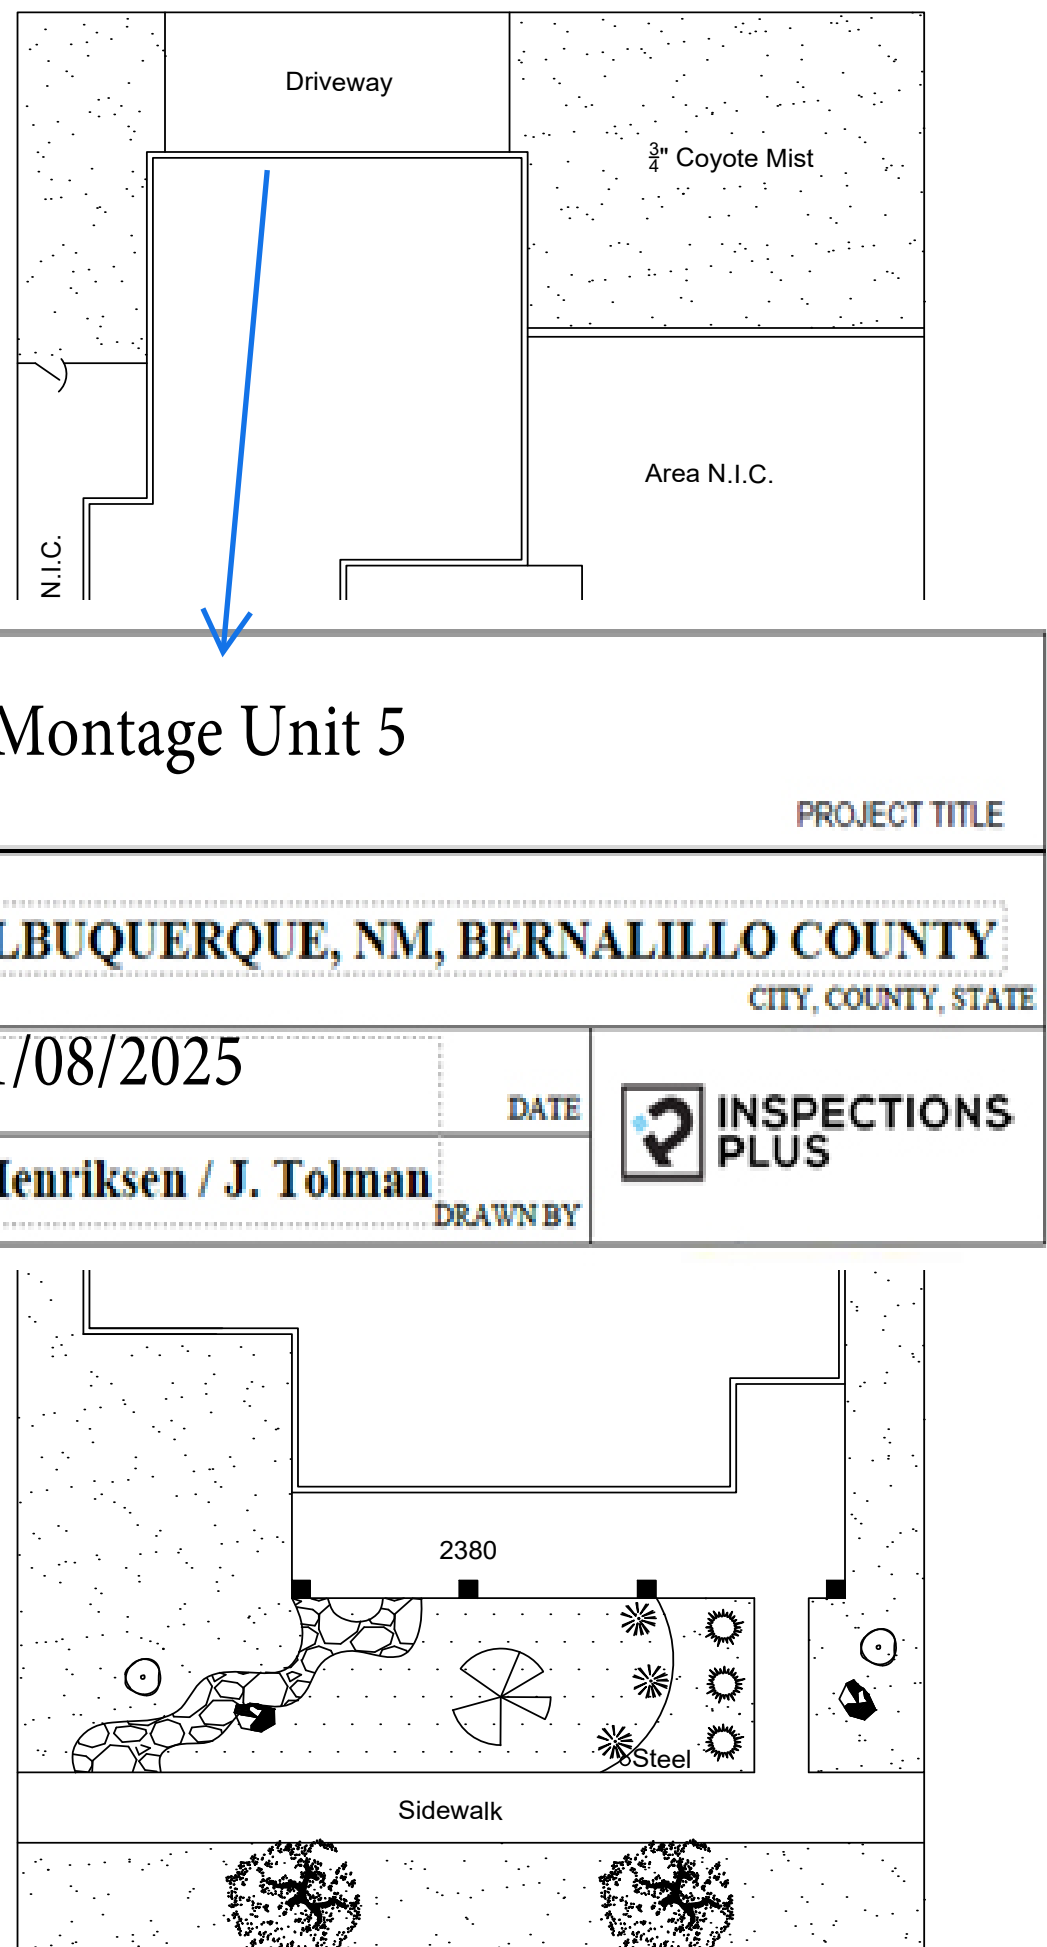 Driveway
3/4" Coyote Mist
Area N.I.C.
N.I.C.
Montage Unit 5
PROJECT TITLE
LBUQUERQUE, NM, BERNALILLO COUNTY
CITY, COUNTY, STATE
/08/2025
DATE
INSPECTIONS
PLUS
enriksen / J. Tolman
DRAWN BY
2380
Steel
Sidewalk